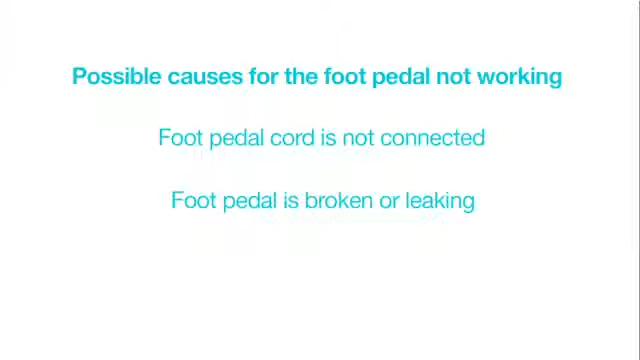 Possible causes for the foot pedal not working
Foot pedal cord is not connected
Foot pedal is broken or leaking